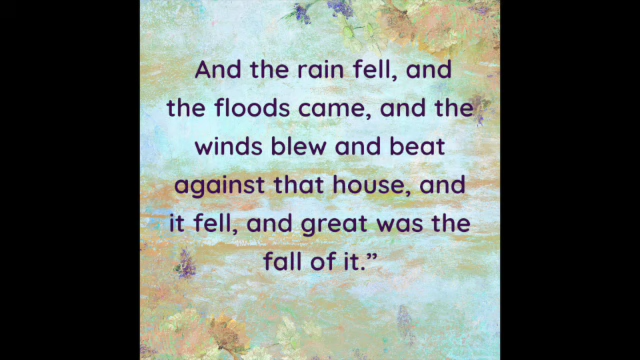 And the rain fell, and
the floods came, and the
winds blew and beat
against that house, and
it fell, and great was the
fall of it.”